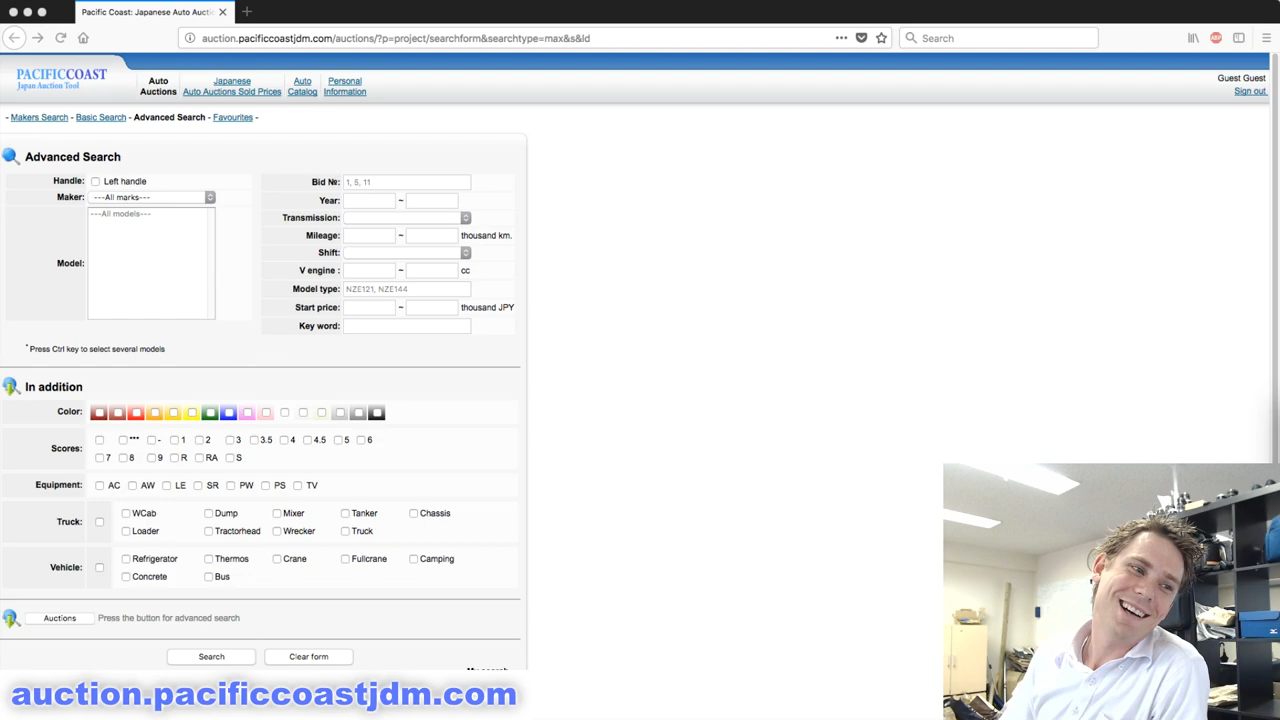 Pacific Coast: Japanese Auto Aucti
auction.pacificcoastjdm.com/auctions/?p=project/searchform&searchtype=max&s&ld
Search
ABP
PACIFICCOAST
Japan Auction Tool
Auto
Auctions
Japanese
Auto Auctions Sold Prices
Auto
Catalog
Personal
Information
Guest Guest
Sign out
- Makers Search - Basic Search - Advanced Search - Favourites -
Advanced Search
Handle: Left handle
Maker: ---All marks---
Model: ---All models---
* Press Ctrl key to select several models
Bid №: 1, 5, 11
Year: ~
Transmission:
Mileage: ~ thousand km.
Shift:
V engine : ~ cc
Model type: NZE121, NZE144
Start price: ~ thousand JPY
Key word:
In addition
Color:
Scores: *** - 1 2 3 3.5 4 4.5 5 6
7 8 9 R RA S
Equipment: AC AW LE SR PW PS TV
Truck: WCab Dump Mixer Tanker Chassis
Loader Tractorhead Wrecker Truck
Vehicle: Refrigerator Thermos Crane Fullcrane Camping
Concrete Bus
Auctions Press the button for advanced search
Search Clear form
auction.pacificcoastjdm.com